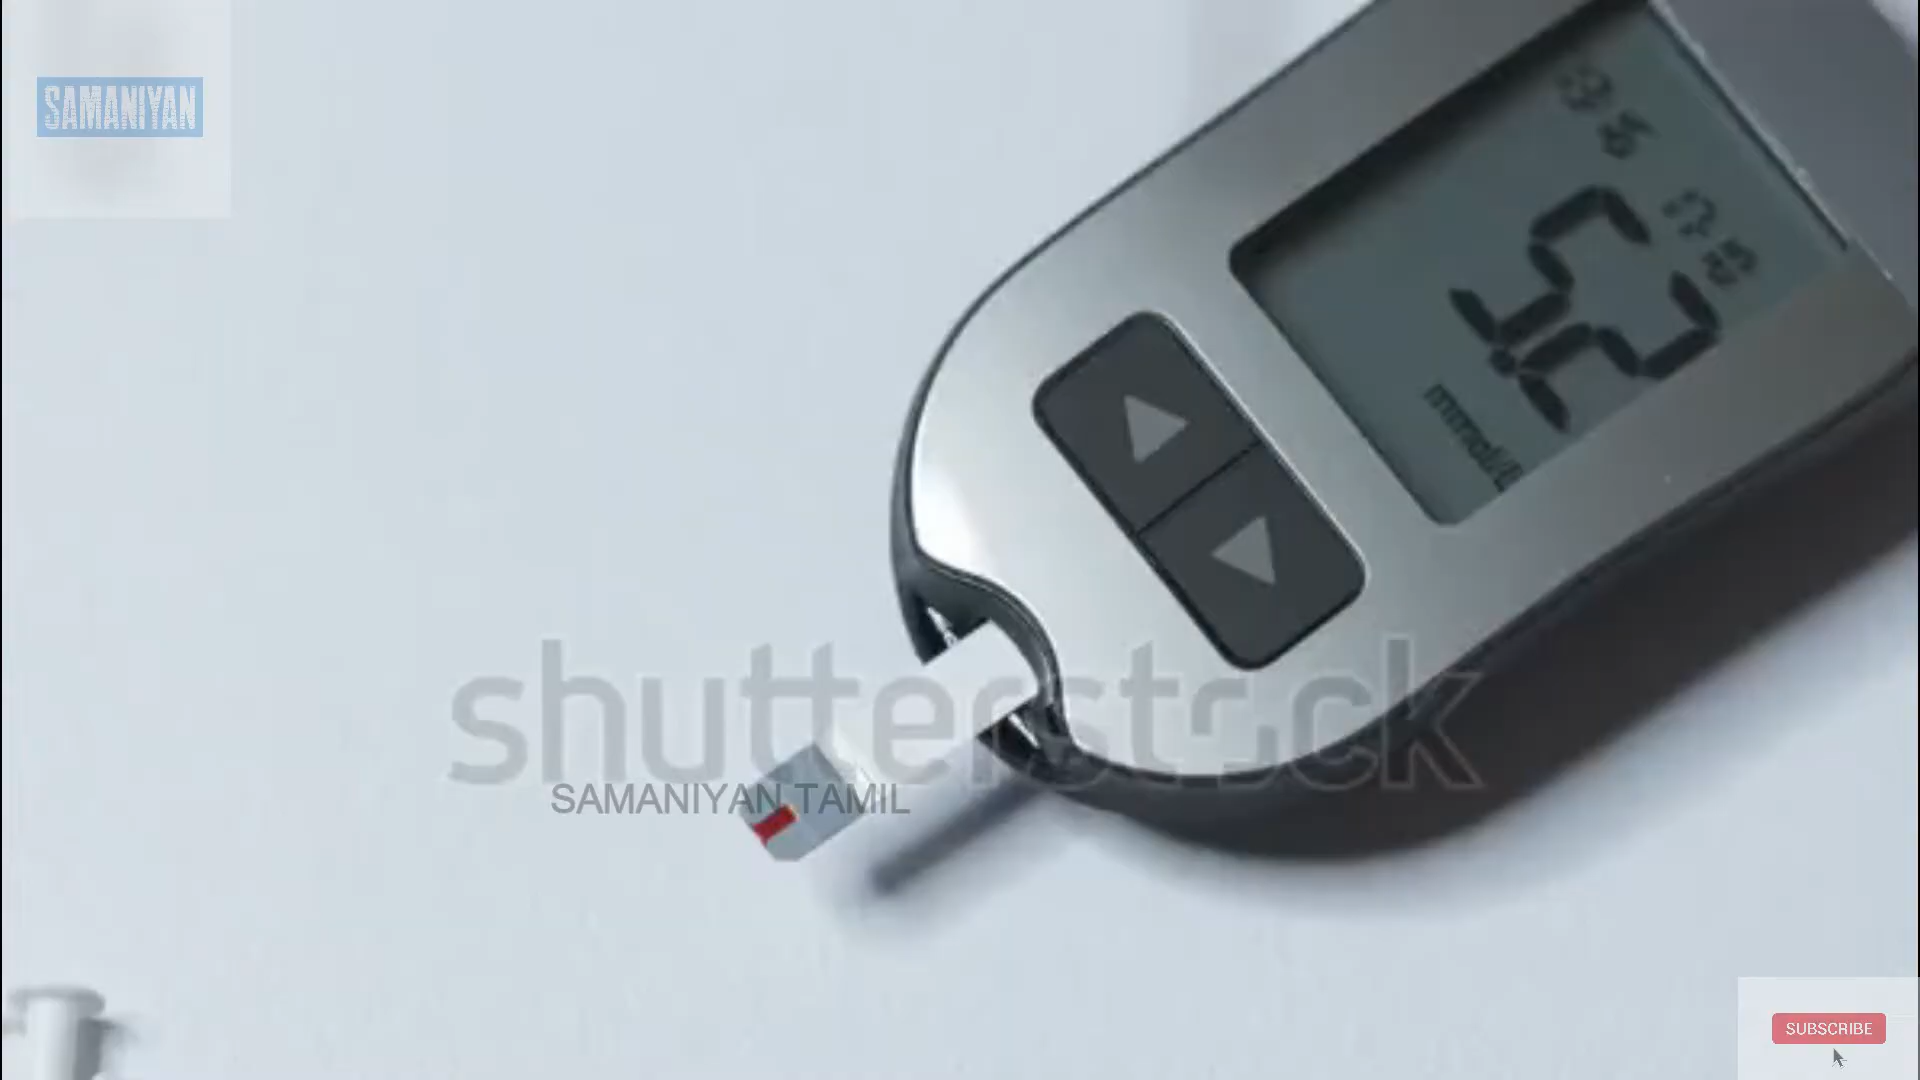 SAMANIYAN
5.2
mmol/L
shutterstock
SAMANIYAN TAMIL
SUBSCRIBE